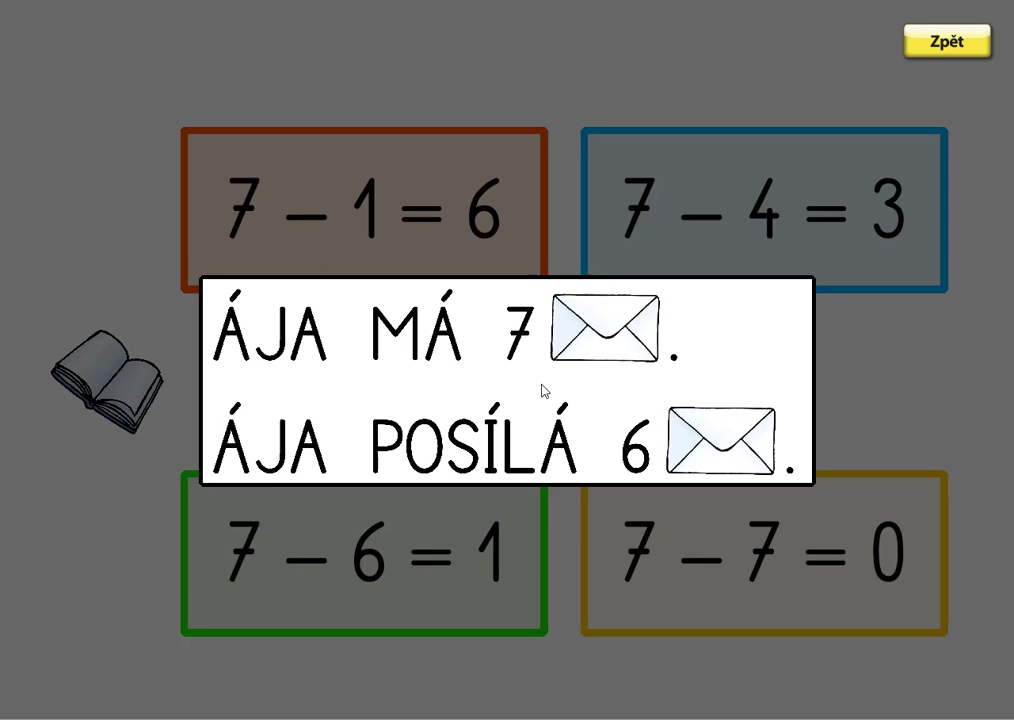 Zpět
7 – 1 = 6
7 – 4 = 3
ÁJA MÁ 7 .
ÁJA POSÍLÁ 6 .
7 – 6 = 1
7 – 7 = 0